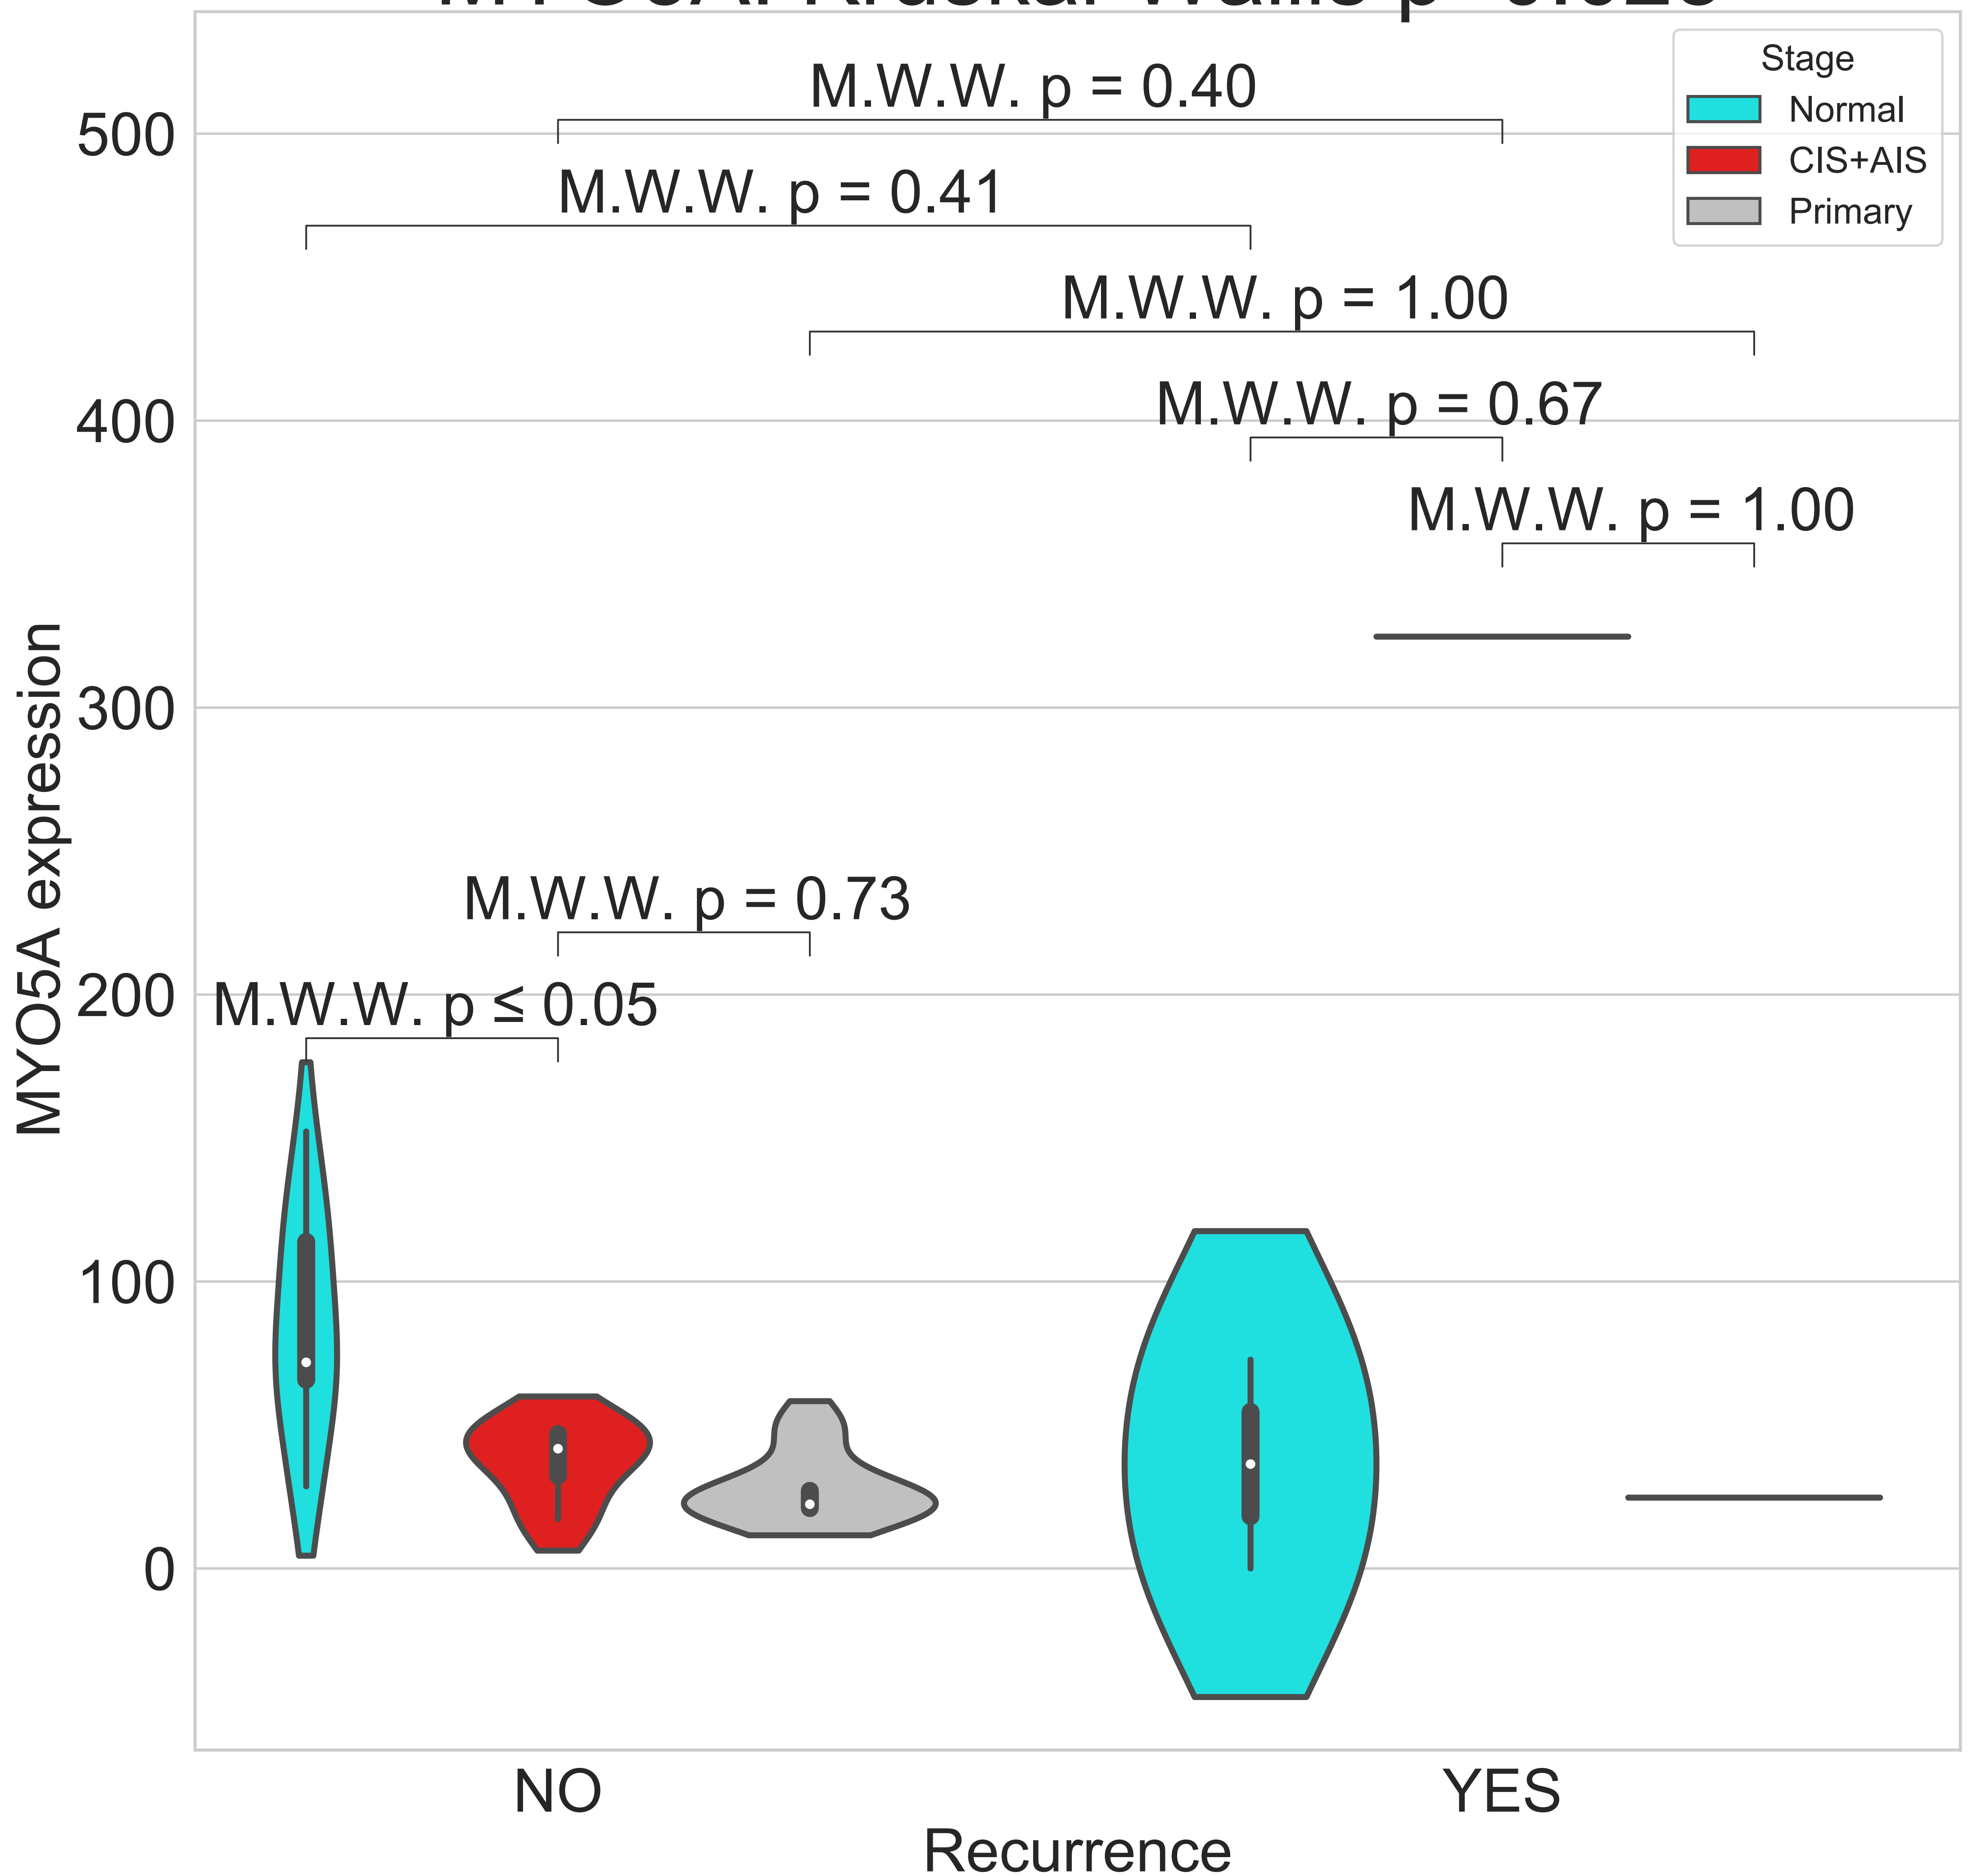 M.W.W. p = 0.40
M.W.W. p = 0.41
M.W.W. p = 1.00
M.W.W. p = 0.67
M.W.W. p = 1.00
M.W.W. p = 0.73
M.W.W. p ≤ 0.05
Stage
Normal
CIS+AIS
Primary
MYO5A expression
500
400
300
200
100
0
NO
YES
Recurrence